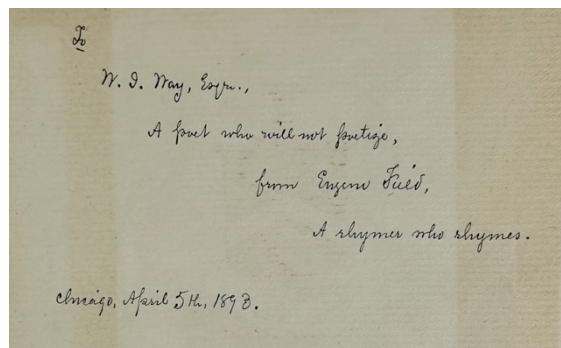 To
W. I. Way, Esqr.,
A poet who will not poetize,
from Eugene Field,
A rhymer who rhymes.
Chicago, April 5th, 1893.